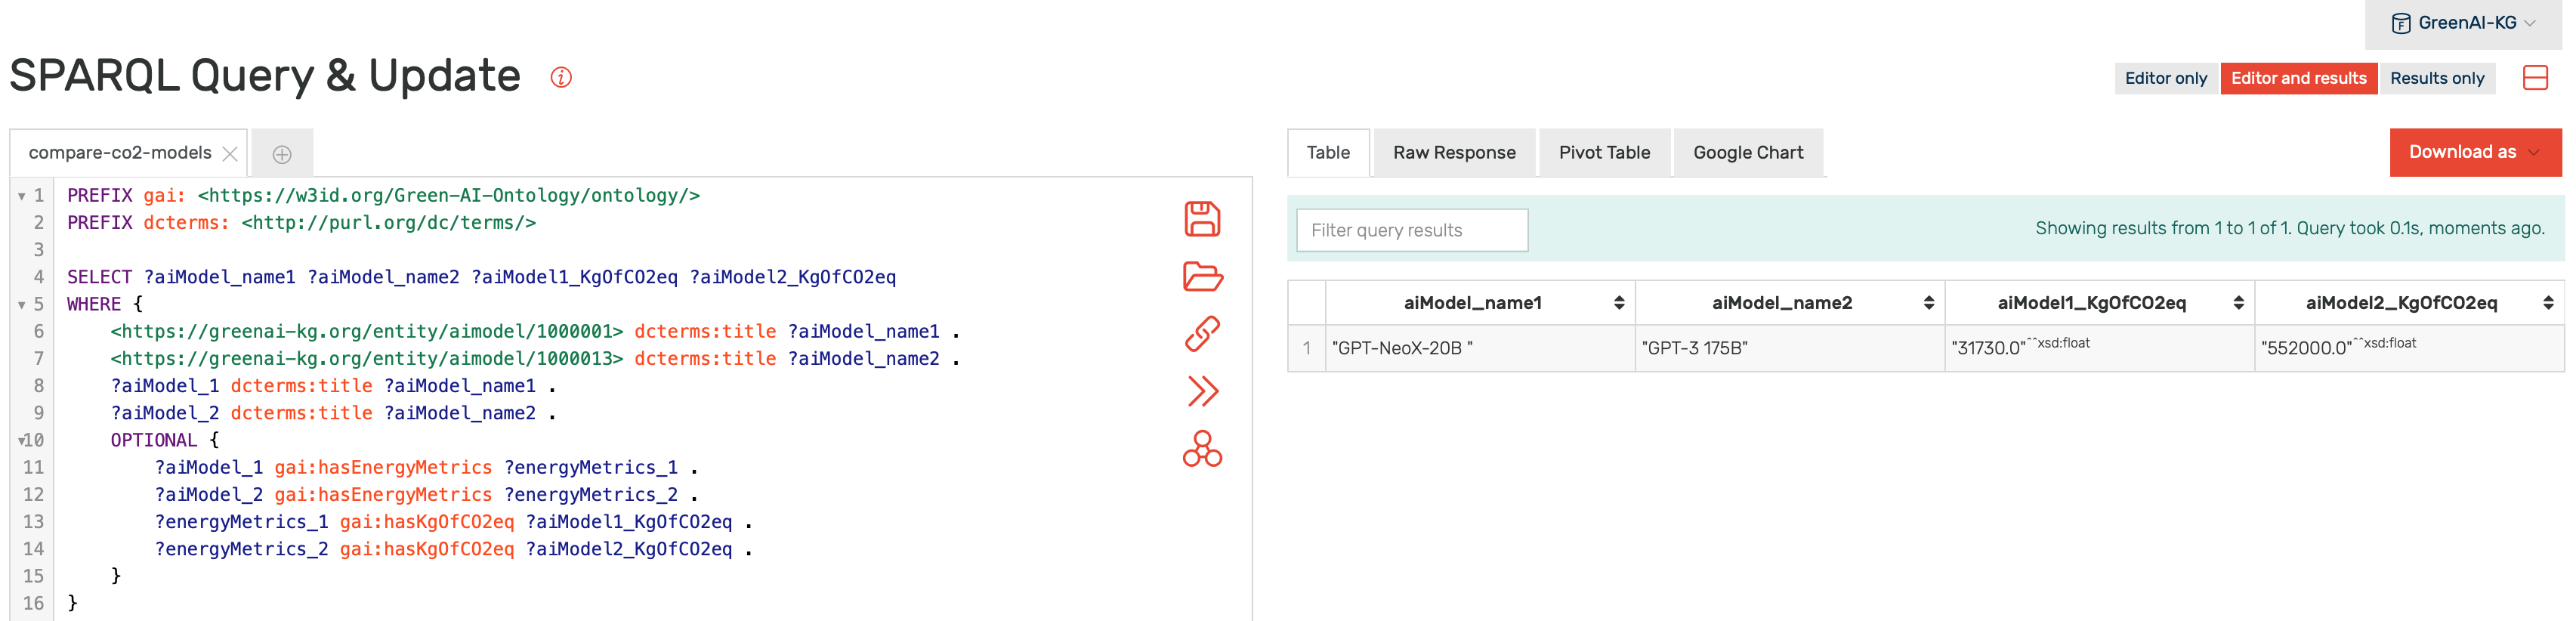 GreenAI-KG
SPARQL Query & Update
Editor only
Editor and results
Results only
compare-co2-models
1 PREFIX gai: <https://w3id.org/Green-AI-Ontology/ontology/>
2 PREFIX dcterms: <http://purl.org/dc/terms/>
3
4 SELECT ?aiModel_name1 ?aiModel_name2 ?aiModel1_KgOfCO2eq ?aiModel2_KgOfCO2eq
5 WHERE {
6 <https://greenai-kg.org/entity/aimodel/1000001> dcterms:title ?aiModel_name1 .
7 <https://greenai-kg.org/entity/aimodel/1000013> dcterms:title ?aiModel_name2 .
8 ?aiModel_1 dcterms:title ?aiModel_name1 .
9 ?aiModel_2 dcterms:title ?aiModel_name2 .
10 OPTIONAL {
11 ?aiModel_1 gai:hasEnergyMetrics ?energyMetrics_1 .
12 ?aiModel_2 gai:hasEnergyMetrics ?energyMetrics_2 .
13 ?energyMetrics_1 gai:hasKgOfCO2eq ?aiModel1_KgOfCO2eq .
14 ?energyMetrics_2 gai:hasKgOfCO2eq ?aiModel2_KgOfCO2eq .
15 }
16 }
Table Raw Response Pivot Table Google Chart
Download as
Filter query results
Showing results from 1 to 1 of 1. Query took 0.1s, moments ago.
aiModel_name1 aiModel_name2 aiModel1_KgOfCO2eq aiModel2_KgOfCO2eq
1 "GPT-NeoX-20B " "GPT-3 175B" "31730.0"^^xsd:float "552000.0"^^xsd:float